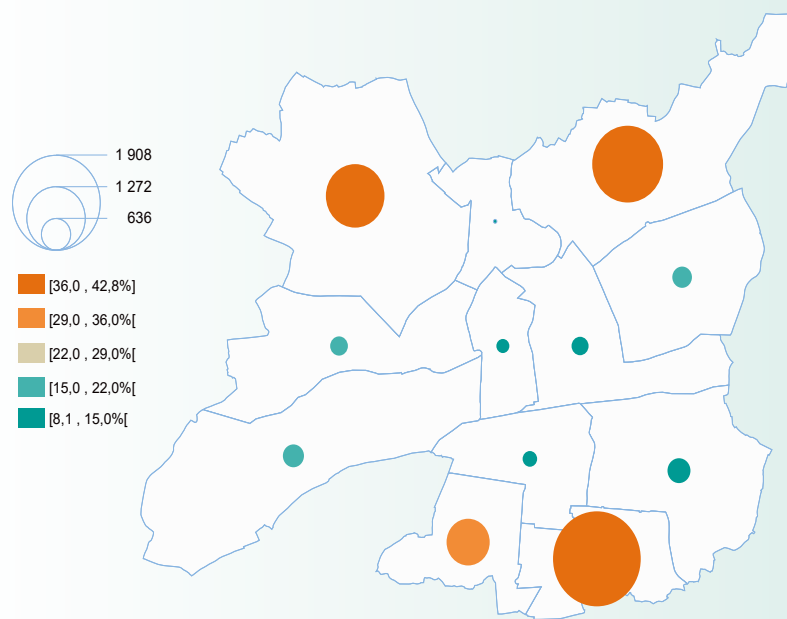 1 908
1 272
636
[36,0 , 42,8%]
[29,0 , 36,0%[
[22,0 , 29,0%[
[15,0 , 22,0%[
[8,1 , 15,0%[